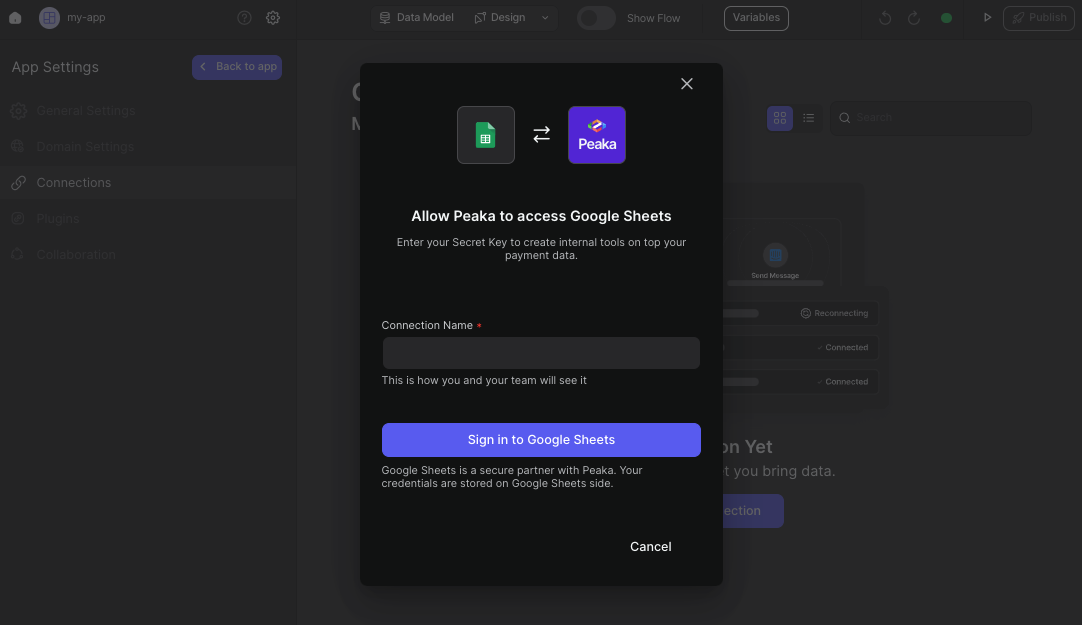 my-app
Data Model
Design
Show Flow
Variables
Publish
App Settings
Back to app
General Settings
Domain Settings
Connections
Plugins
Collaboration
Search
Peaka
Allow Peaka to access Google Sheets
Enter your Secret Key to create internal tools on top your
payment data.
Connection Name *
This is how you and your team will see it
Sign in to Google Sheets
Google Sheets is a secure partner with Peaka. Your
credentials are stored on Google Sheets side.
Cancel
Send Message
Reconnecting
Connected
Connected
Yet
you bring data.